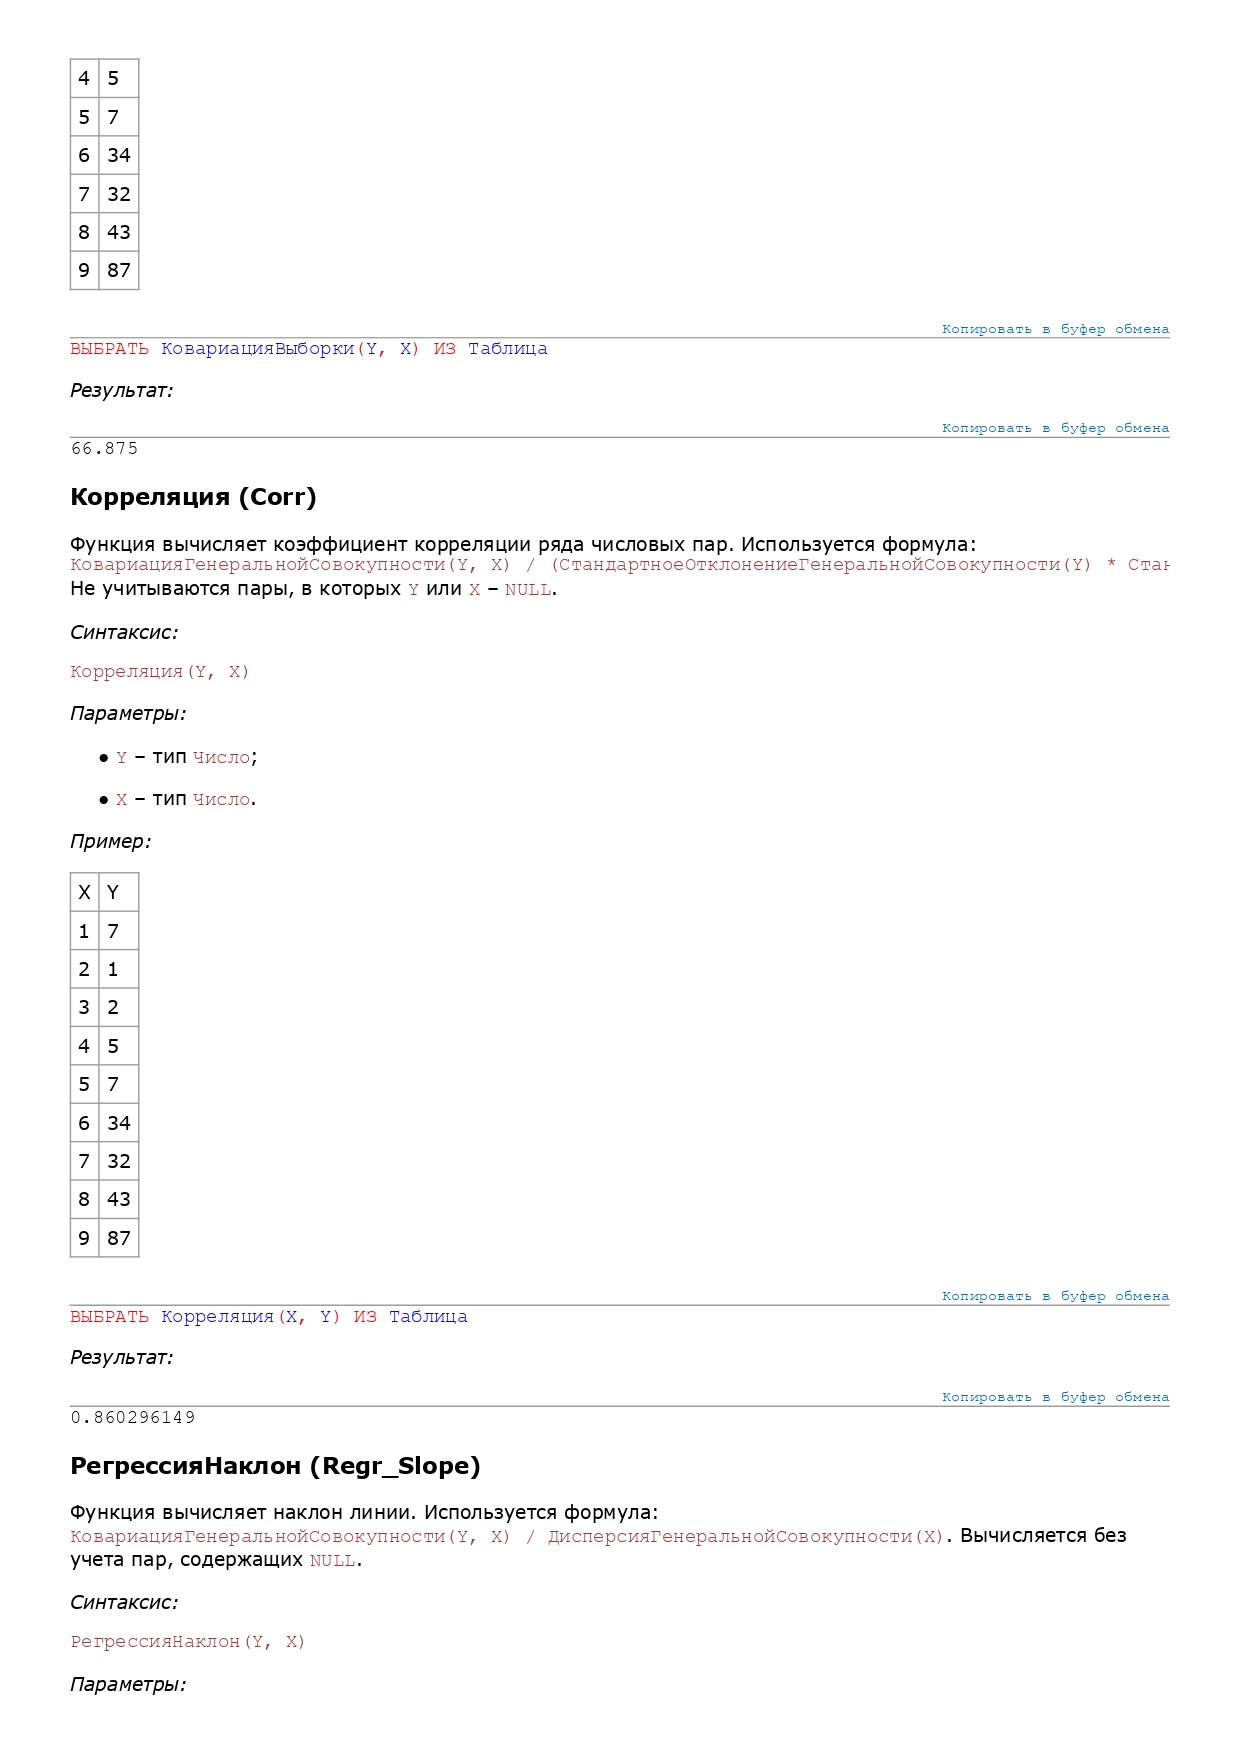 4 5
5 7
6 34
7 32
8 43
9 87
Копировать в буфер обмена
ВЫБРАТЬ КовариацияВыборки(Y, X) ИЗ Таблица
Результат:
Копировать в буфер обмена
66.875
Корреляция (Corr)
Функция вычисляет коэффициент корреляции ряда числовых пар. Используется формула:
КовариацияГенеральнойСовокупности(Y, X) / (СтандартноеОтклонениеГенеральнойСовокупности(Y) * Стан
Не учитываются пары, в которых Y или X – NULL.
Синтаксис:
Корреляция(Y, X)
Параметры:
● Y – тип Число;
● X – тип Число.
Пример:
X Y
1 7
2 1
3 2
4 5
5 7
6 34
7 32
8 43
9 87
Копировать в буфер обмена
ВЫБРАТЬ Корреляция(X, Y) ИЗ Таблица
Результат:
Копировать в буфер обмена
0.860296149
РегрессияНаклон (Regr_Slope)
Функция вычисляет наклон линии. Используется формула:
КовариацияГенеральнойСовокупности(Y, X) / ДисперсияГенеральнойСовокупности(X). Вычисляется без
учета пар, содержащих NULL.
Синтаксис:
РегрессияНаклон(Y, X)
Параметры: